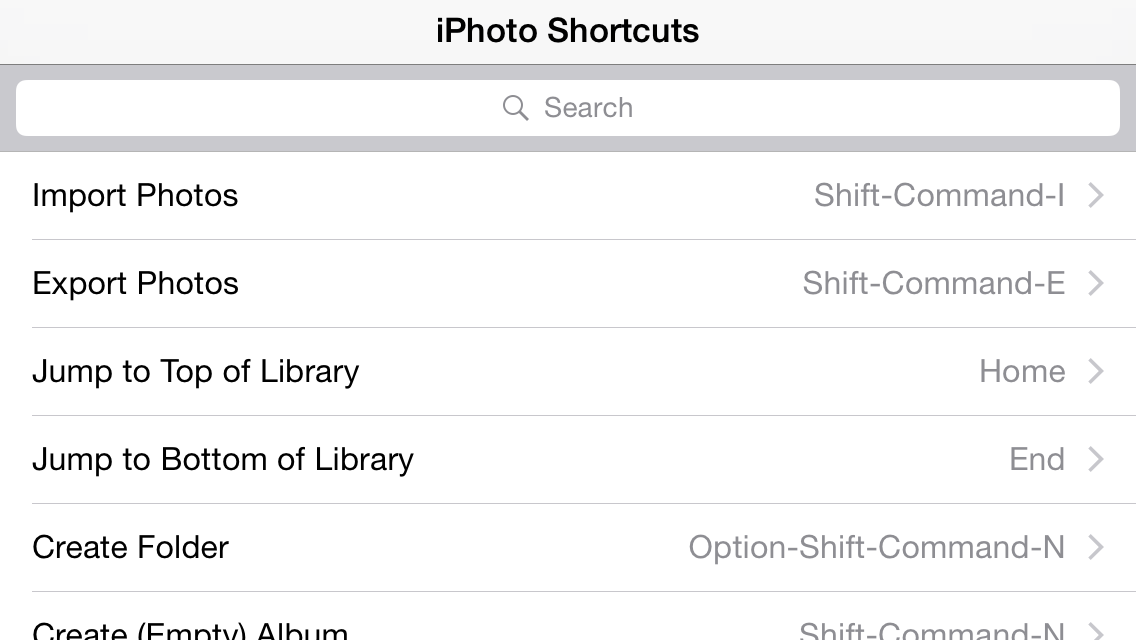 iPhoto Shortcuts
Search
Import Photos Shift-Command-I
Export Photos Shift-Command-E
Jump to Top of Library Home
Jump to Bottom of Library End
Create Folder Option-Shift-Command-N
Create (Empty) Album Shift-Command-N